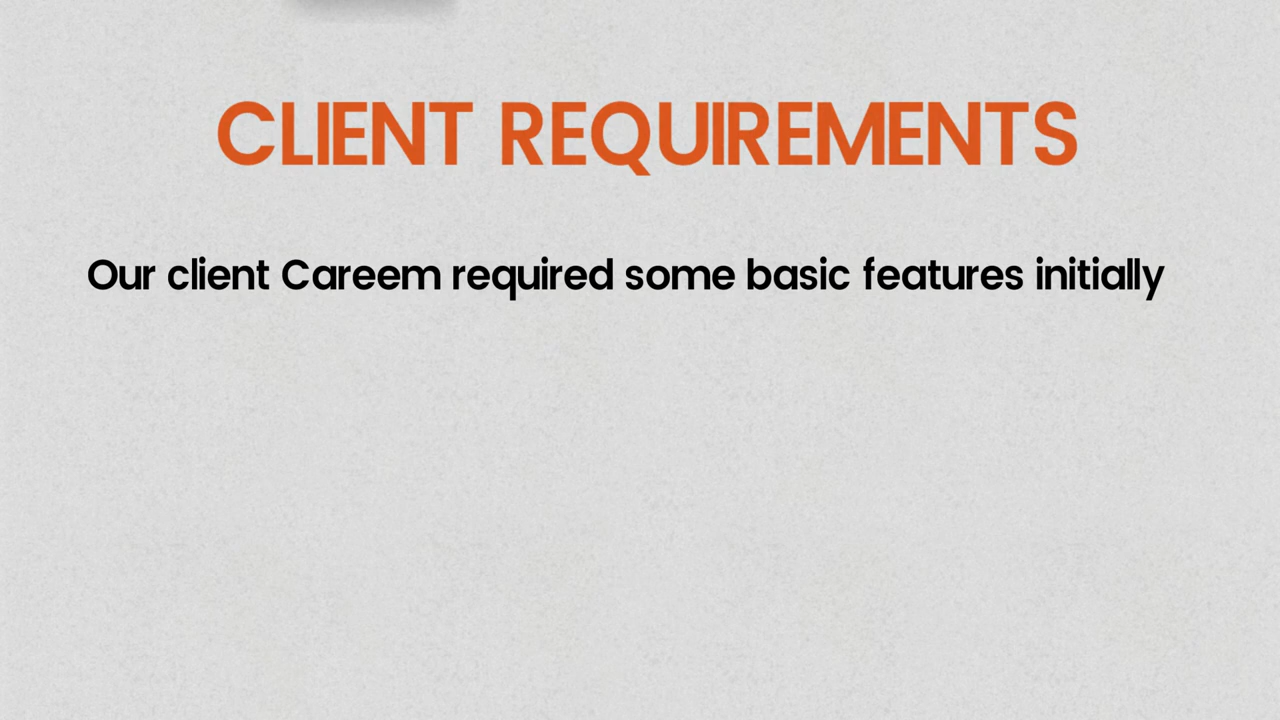 CLIENT REQUIREMENTS
Our client Careem required some basic features initially